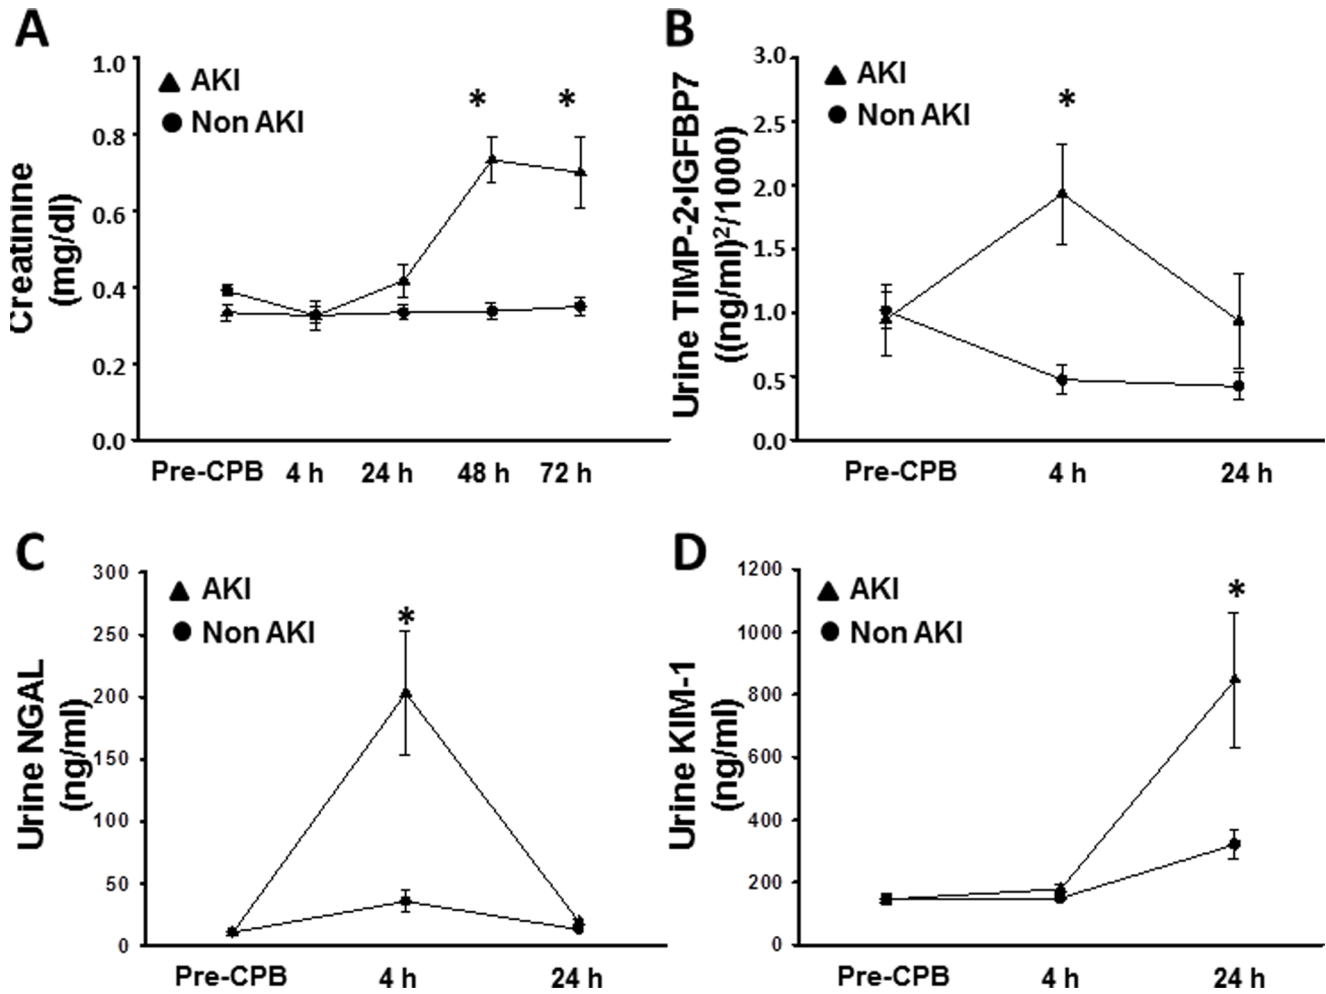 A
Creatinine
(mg/dl)
1.0
0.8
0.6
0.4
0.2
0.0
AKI
Non AKI
* *
Pre-CPB 4 h 24 h 48 h 72 h
B
Urine TIMP-2•IGFBP7
((ng/ml)²/1000)
3.0
2.5
2.0
1.5
1.0
0.5
0.0
AKI
Non AKI
*
Pre-CPB 4 h 24 h
C
Urine NGAL
(ng/ml)
300
250
200
150
100
50
0
AKI
Non AKI
*
Pre-CPB 4 h 24 h
D
Urine KIM-1
(ng/ml)
1200
1000
800
600
400
200
0
AKI
Non AKI
*
Pre-CPB 4 h 24 h